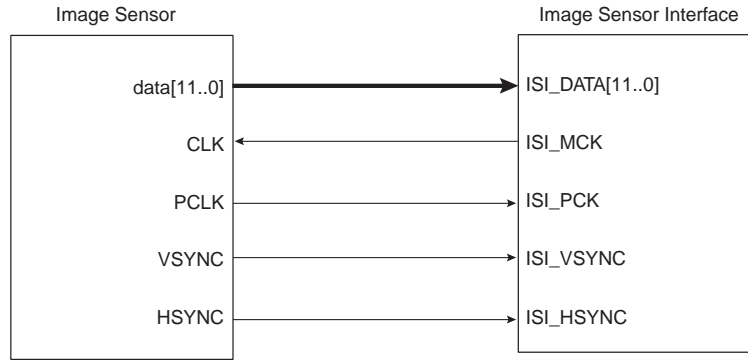 Image Sensor
Image Sensor Interface
data[11..0]
ISI_DATA[11..0]
CLK
ISI_MCK
PCLK
ISI_PCK
VSYNC
ISI_VSYNC
HSYNC
ISI_HSYNC